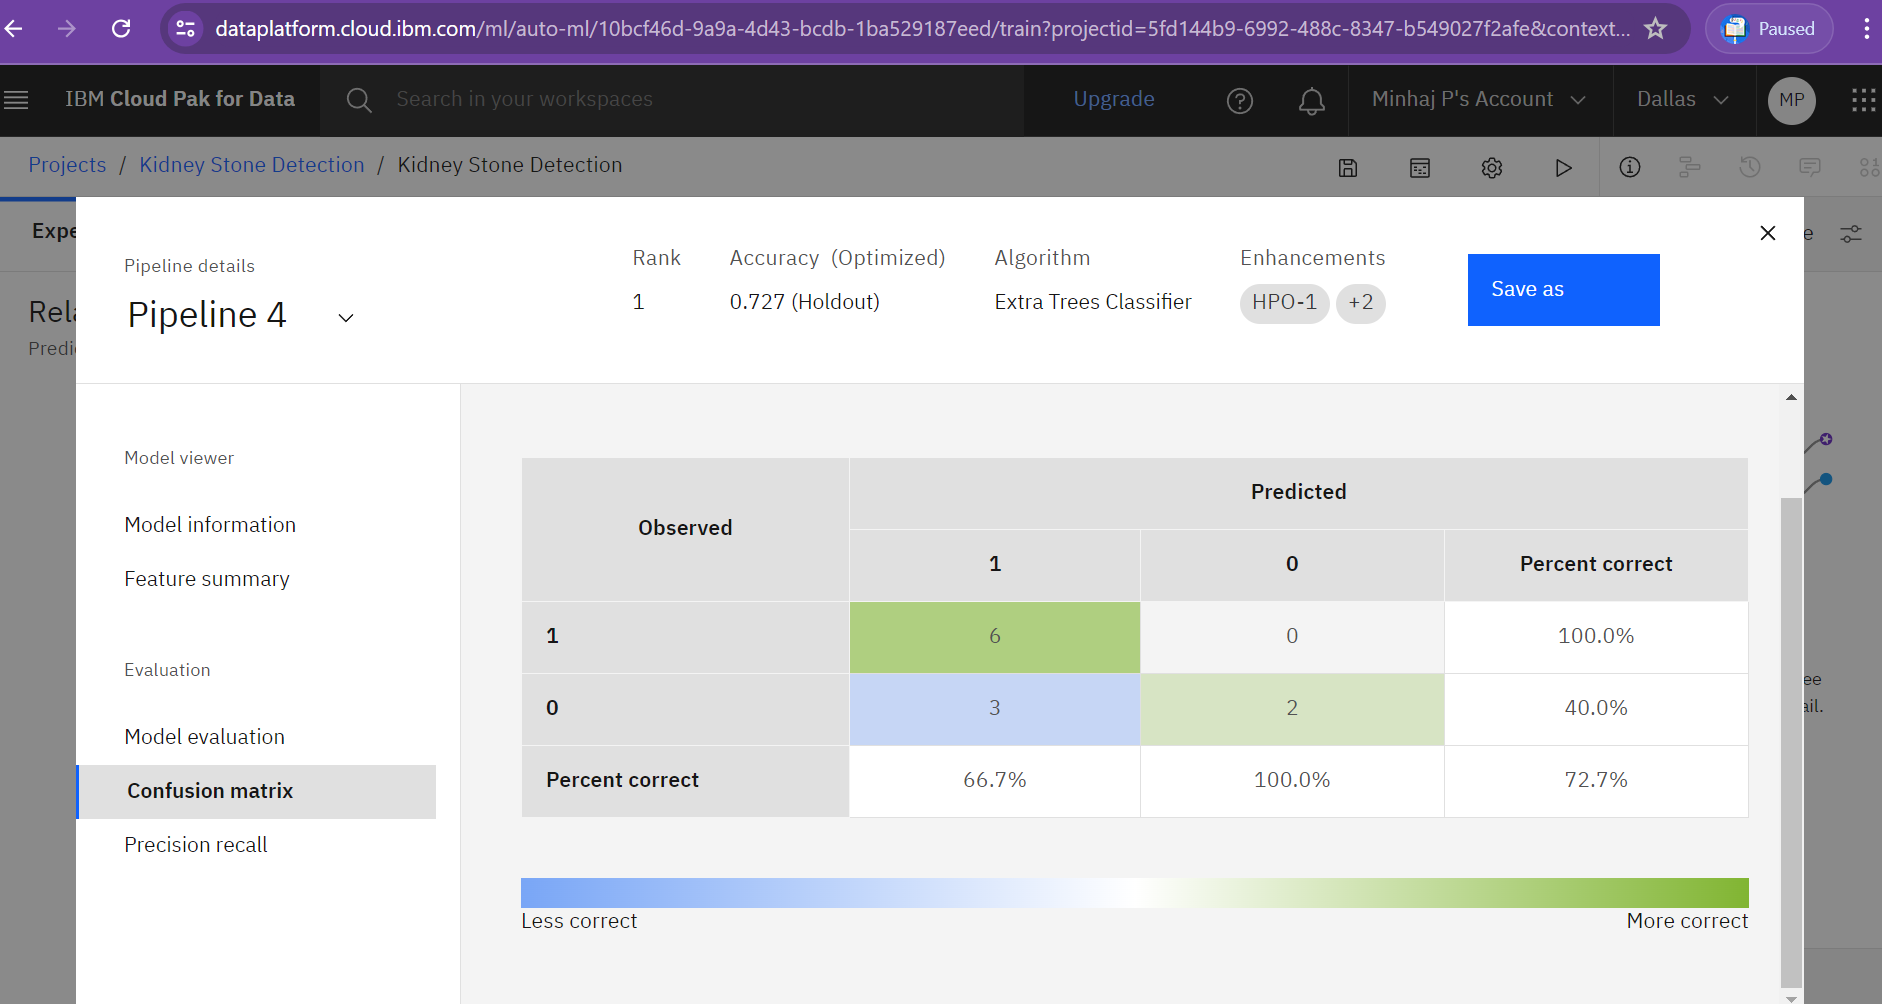 dataplatform.cloud.ibm.com/ml/auto-ml/10bcf46d-9a9a-4d43-bcdb-1ba529187eed/train?projectid=5fd144b9-6992-488c-8347-b549027f2afe&context... Paused
IBM Cloud Pak for Data Search in your workspaces Upgrade Minhaj P's Account Dallas MP
Projects / Kidney Stone Detection / Kidney Stone Detection
Expe
Pipeline details
Pipeline 4
Rank Accuracy (Optimized) Algorithm Enhancements
1 0.727 (Holdout) Extra Trees Classifier HPO-1 +2
Save as
Rela
Predi
Model viewer
Model information
Feature summary
Evaluation
Model evaluation
Confusion matrix
Precision recall
Observed Predicted
1 0 Percent correct
1 6 0 100.0%
0 3 2 40.0%
Percent correct 66.7% 100.0% 72.7%
Less correct More correct
e
ee
ail.